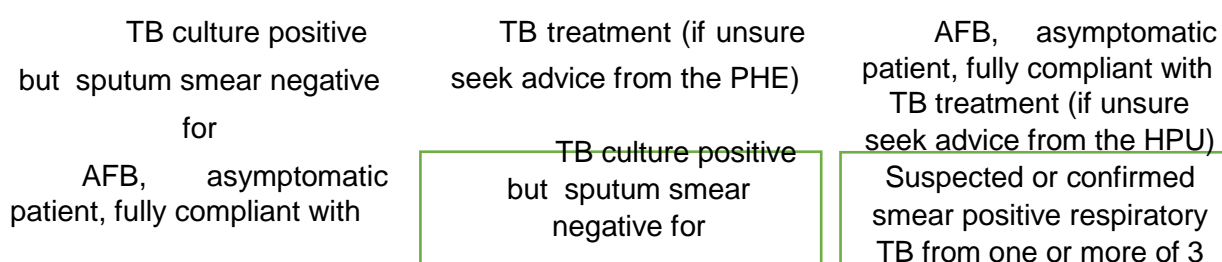 TB culture positive
but sputum smear negative
for
AFB, asymptomatic
patient, fully compliant with
TB treatment (if unsure
seek advice from the PHE)
TB culture positive
but sputum smear
negative for
AFB, asymptomatic
patient, fully compliant with
TB treatment (if unsure
seek advice from the HPU)
Suspected or confirmed
smear positive respiratory
TB from one or more of 3